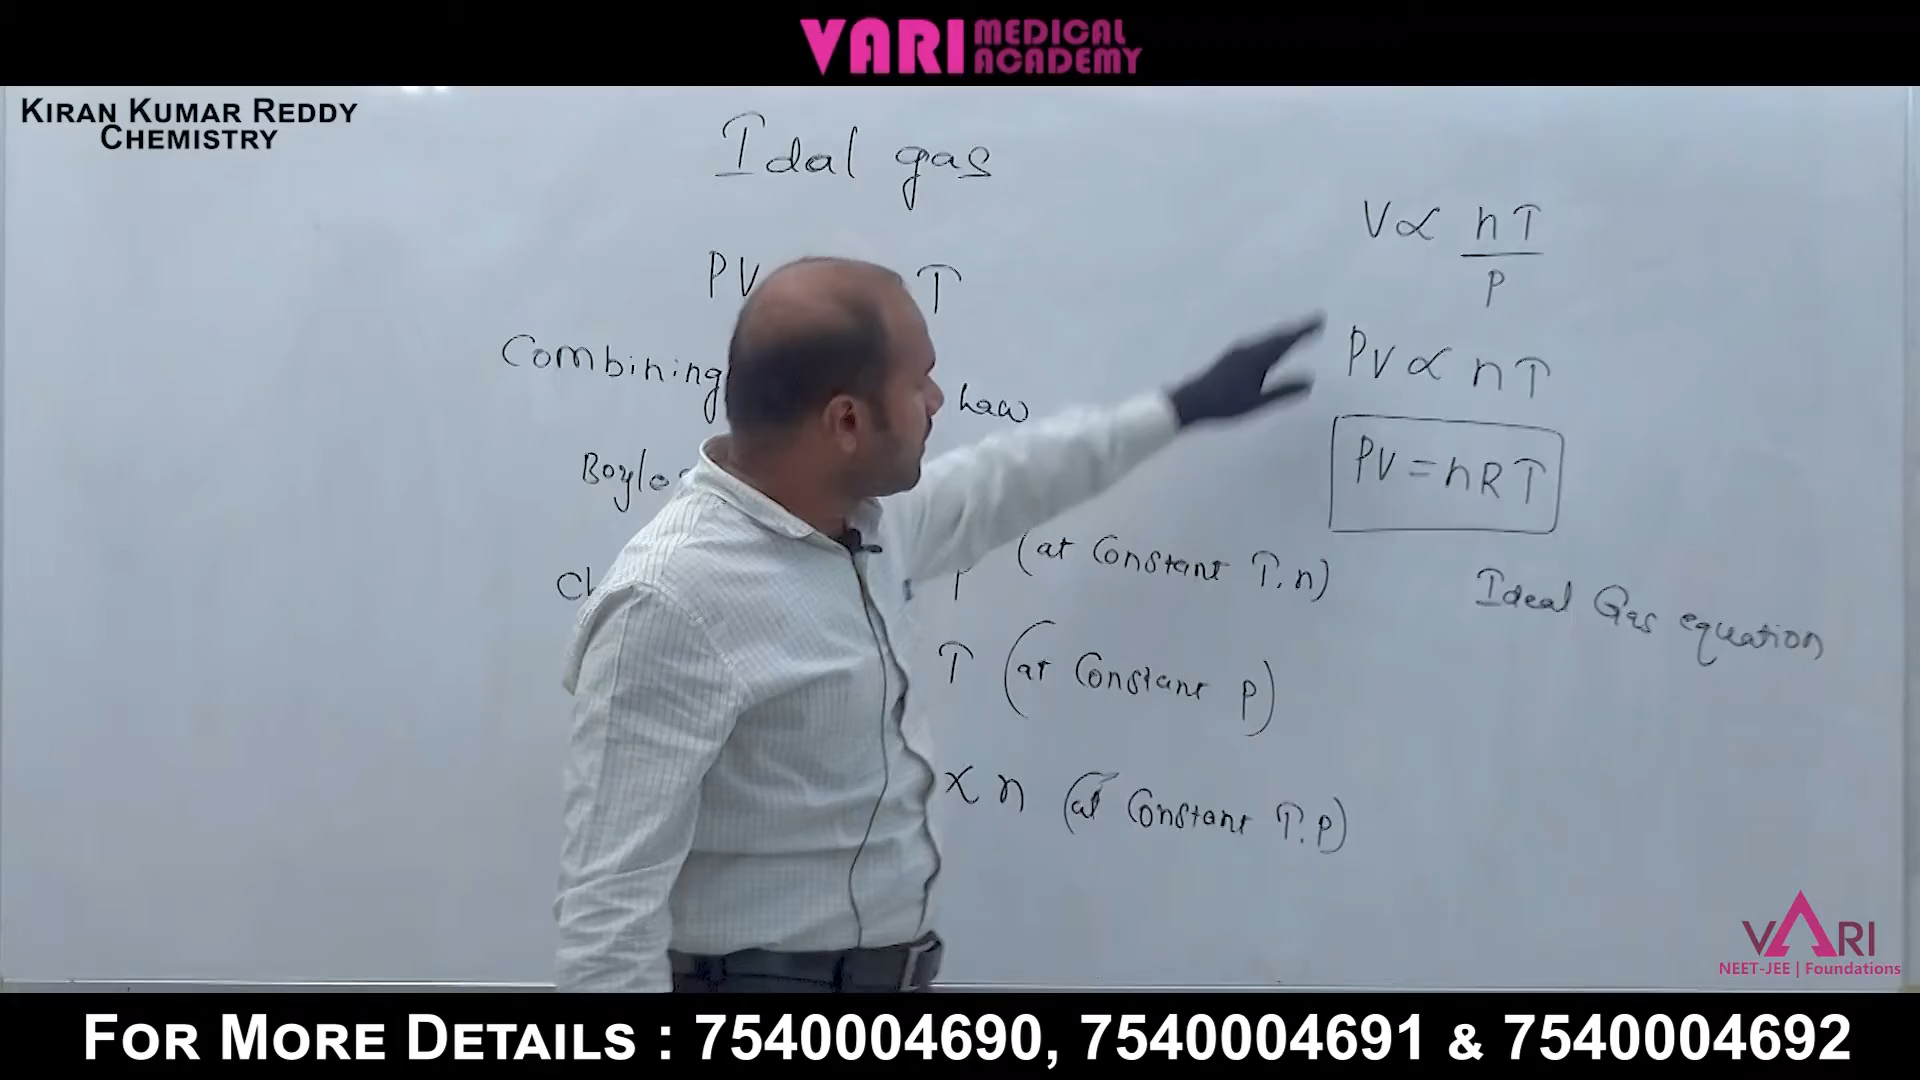 VARI MEDICAL ACADEMY
KIRAN KUMAR REDDY
CHEMISTRY
Idal gas
PV T
Combining Law
(at Constant T.n)
T (at Constant P)
∝ n (at Constant T.P)
V ∝ nT/P
PV ∝ nT
PV = nRT
Ideal Gas equation
VARI
NEET-JEE | Foundations
FOR MORE DETAILS : 7540004690, 7540004691 & 7540004692